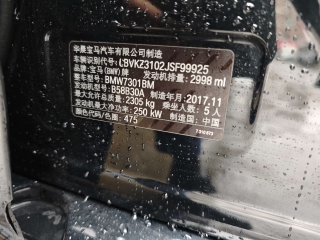 华晨宝马汽车有限公司制造
车辆识别代号: LBVKZ3102JSF99925
品牌: 宝马(BMW)牌 发动机排量: 2998 ml
整车型号: BMW7301BM
发动机型号: B58B30A 制造年月: 2017.11
最大允许总质量: 2305 kg 乘坐人数: 5 人
发动机最大净功率: 250 kW 制造国: 中国
颜色代码/色标: 475